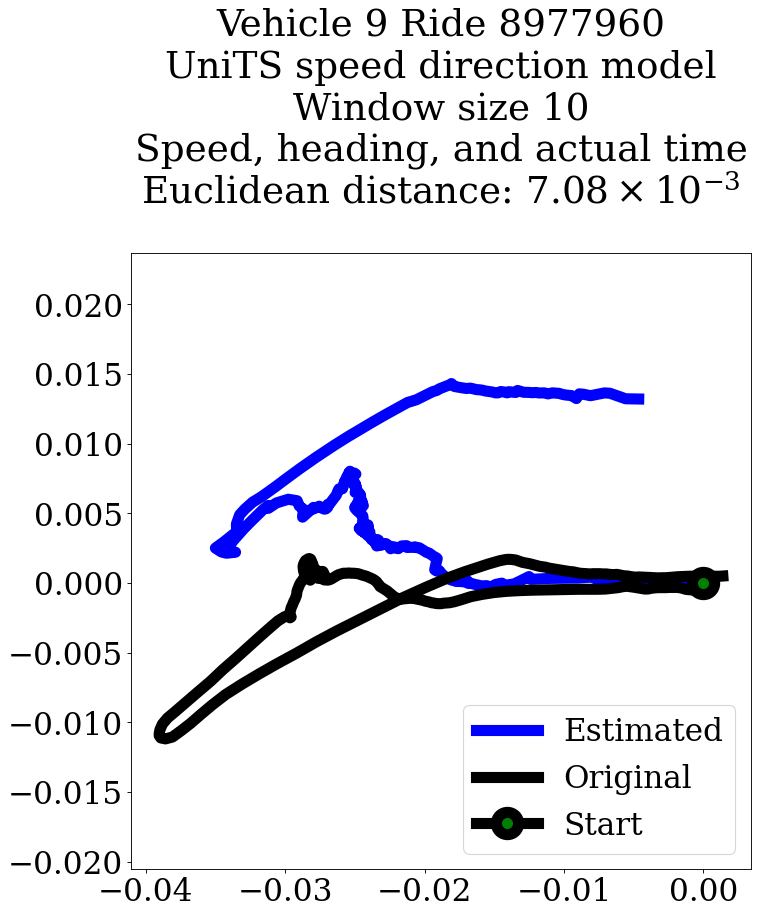 Vehicle 9 Ride 8977960
UniTS speed direction model
Window size 10
Speed, heading, and actual time
Euclidean distance: 7.08 × 10⁻³
0.020
0.015
0.010
0.005
0.000
−0.005
−0.010
−0.015
−0.020
Estimated
Original
Start
−0.04 −0.03 −0.02 −0.01 0.00